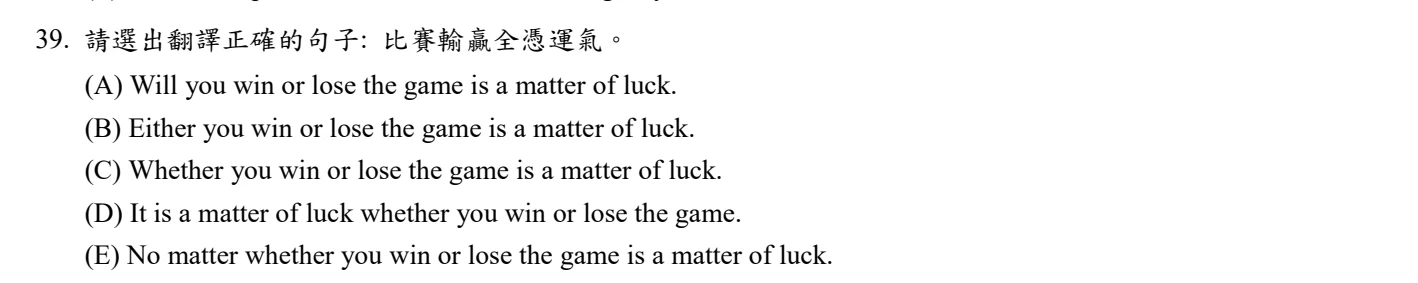 39. 請選出翻譯正確的句子: 比賽輸贏全憑運氣。
(A) Will you win or lose the game is a matter of luck.
(B) Either you win or lose the game is a matter of luck.
(C) Whether you win or lose the game is a matter of luck.
(D) It is a matter of luck whether you win or lose the game.
(E) No matter whether you win or lose the game is a matter of luck.